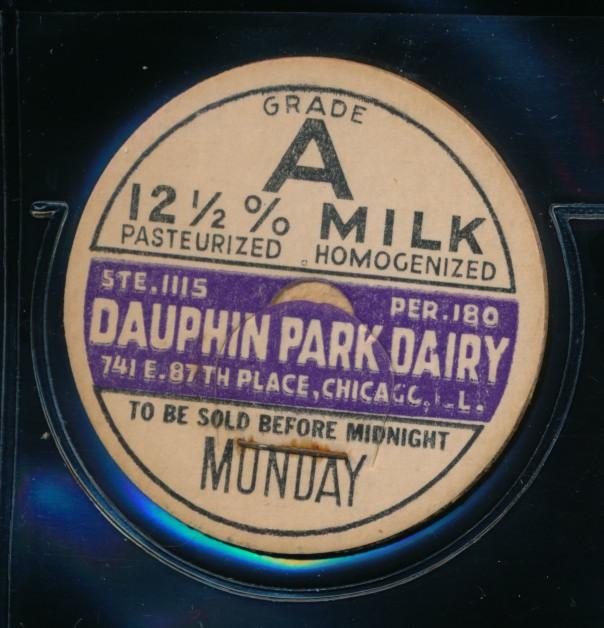 GRADE
A
12 ½ % MILK
PASTEURIZED HOMOGENIZED
STE.1115 PER.180
DAUPHIN PARK DAIRY
741 E.87TH PLACE, CHICAGO, ILL.
TO BE SOLD BEFORE MIDNIGHT
MONDAY